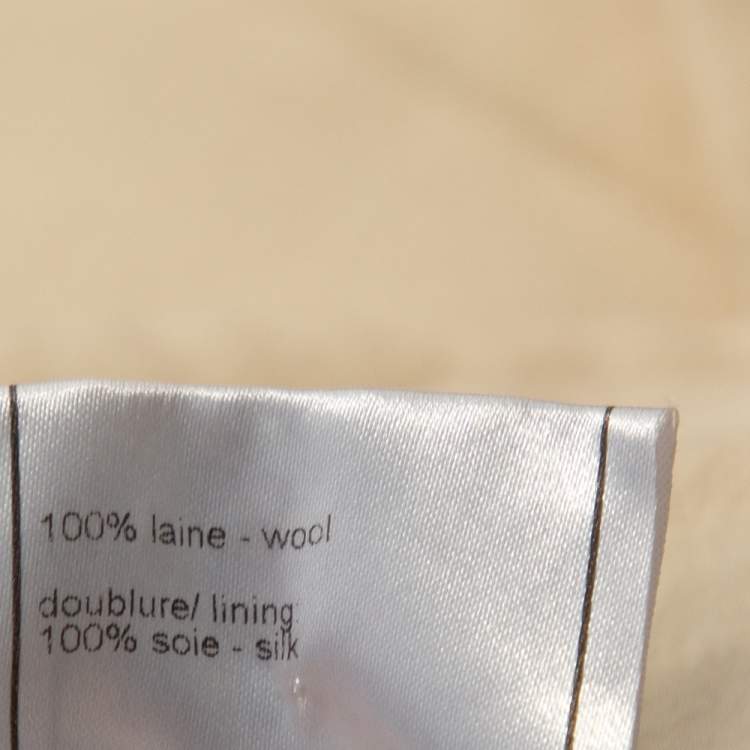 100% laine - wool
doublure/ lining
100% soie - silk